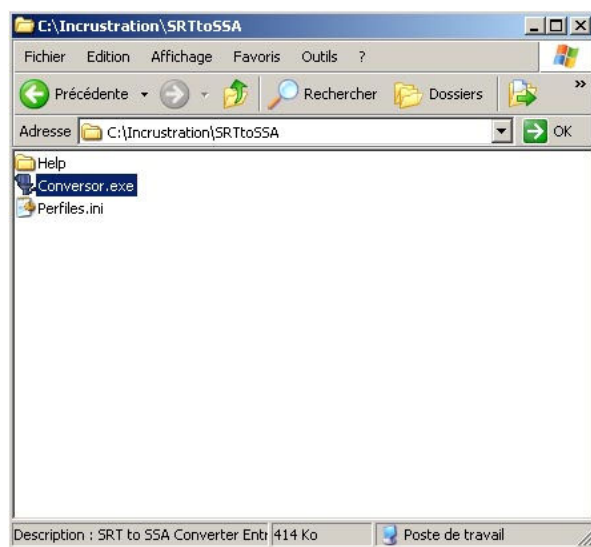 C:\Incrustration\SRTtoSSA
Fichier Edition Affichage Favoris Outils ?
Précédente Rechercher Dossiers »
Adresse C:\Incrustration\SRTtoSSA OK
Help
Conversor.exe
Perfiles.ini
Description : SRT to SSA Converter Entr 414 Ko Poste de travail